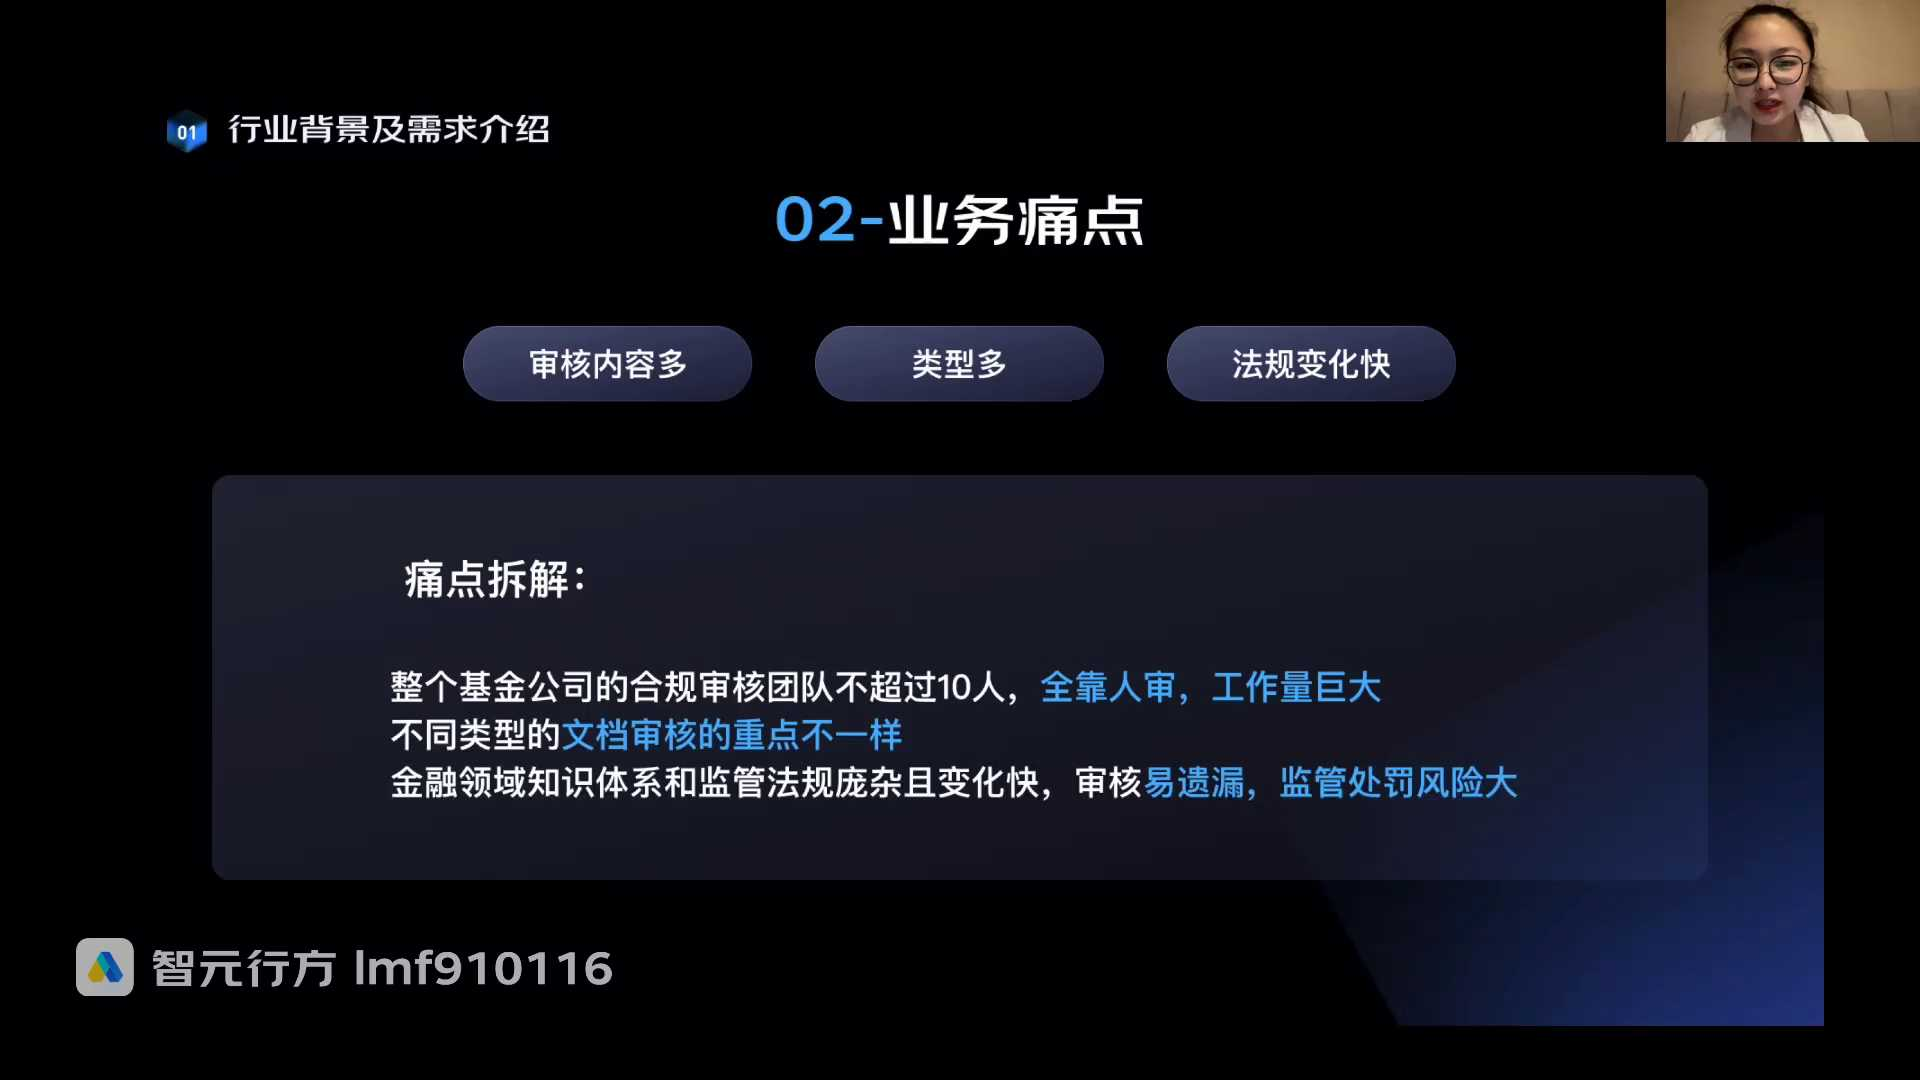 01 行业背景及需求介绍
02-业务痛点
审核内容多
类型多
法规变化快
痛点拆解：
整个基金公司的合规审核团队不超过10人，全靠人审，工作量巨大
不同类型的文档审核的重点不一样
金融领域知识体系和监管法规庞杂且变化快，审核易遗漏，监管处罚风险大
智元行方 lmf910116